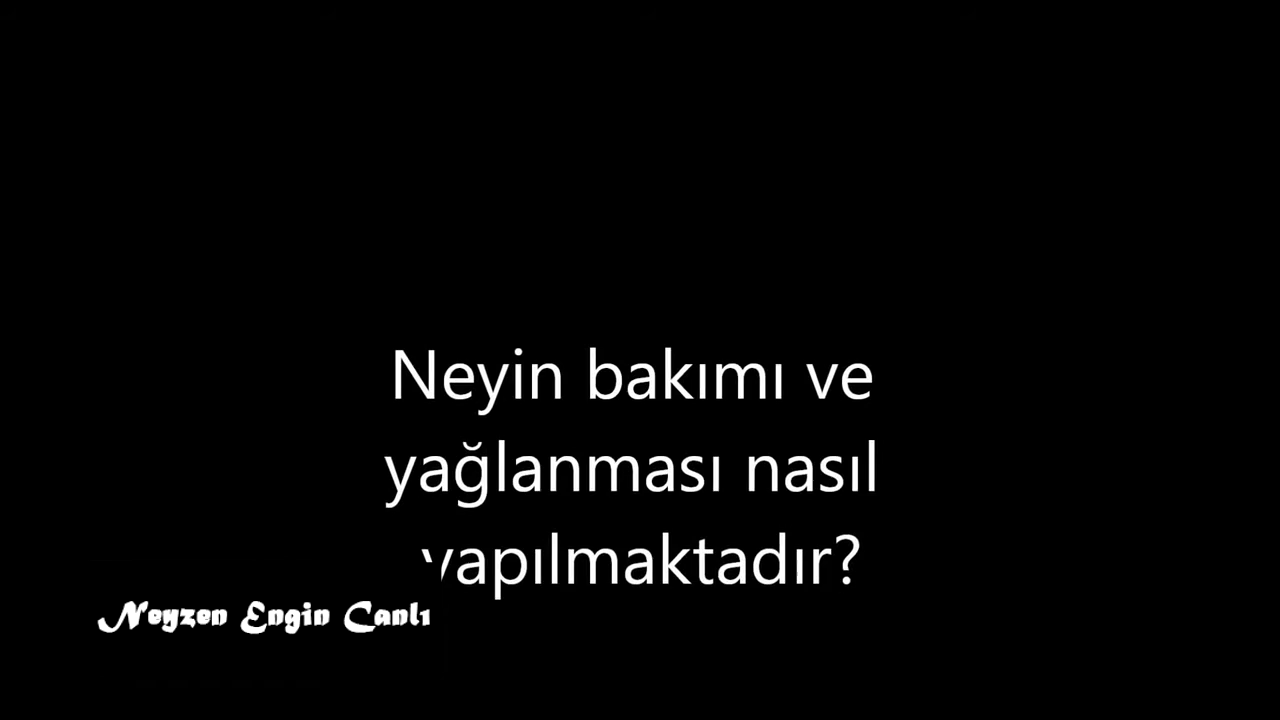 Neyin bakımı ve
yağlanması nasıl
yapılmaktadır?
Neyzen Engin Canlı